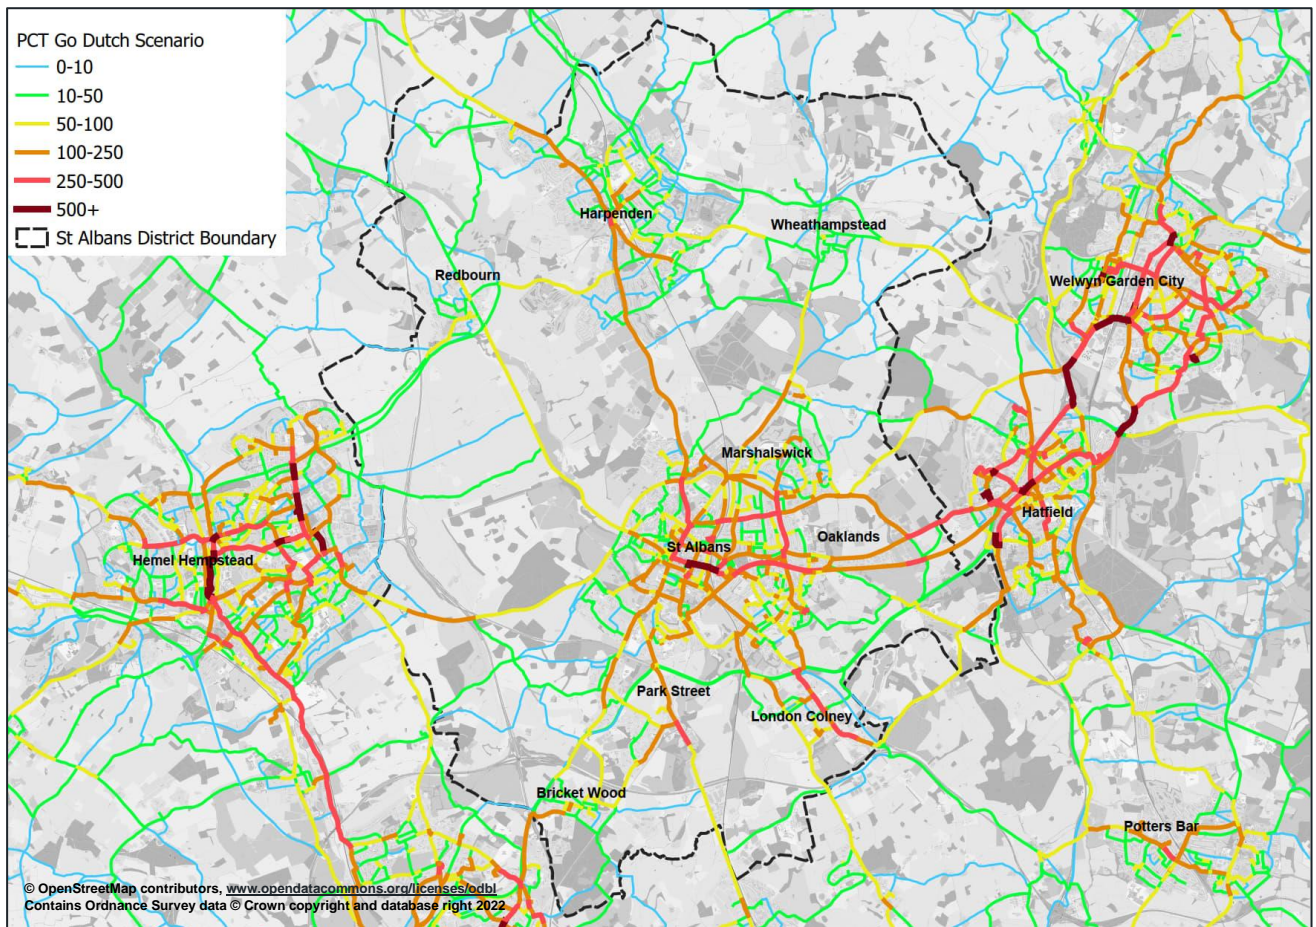 PCT Go Dutch Scenario
0-10
10-50
50-100
100-250
250-500
500+
St Albans District Boundary
Harpenden
Wheathampstead
Redbourn
Welwyn Garden City
Marshalswick
Hatfield
Oaklands
St Albans
Hemel Hempstead
Park Street
London Colney
Bricket Wood
Potters Bar
© OpenStreetMap contributors, www.opendatacommons.org/licenses/odbl
Contains Ordnance Survey data © Crown copyright and database right 2022